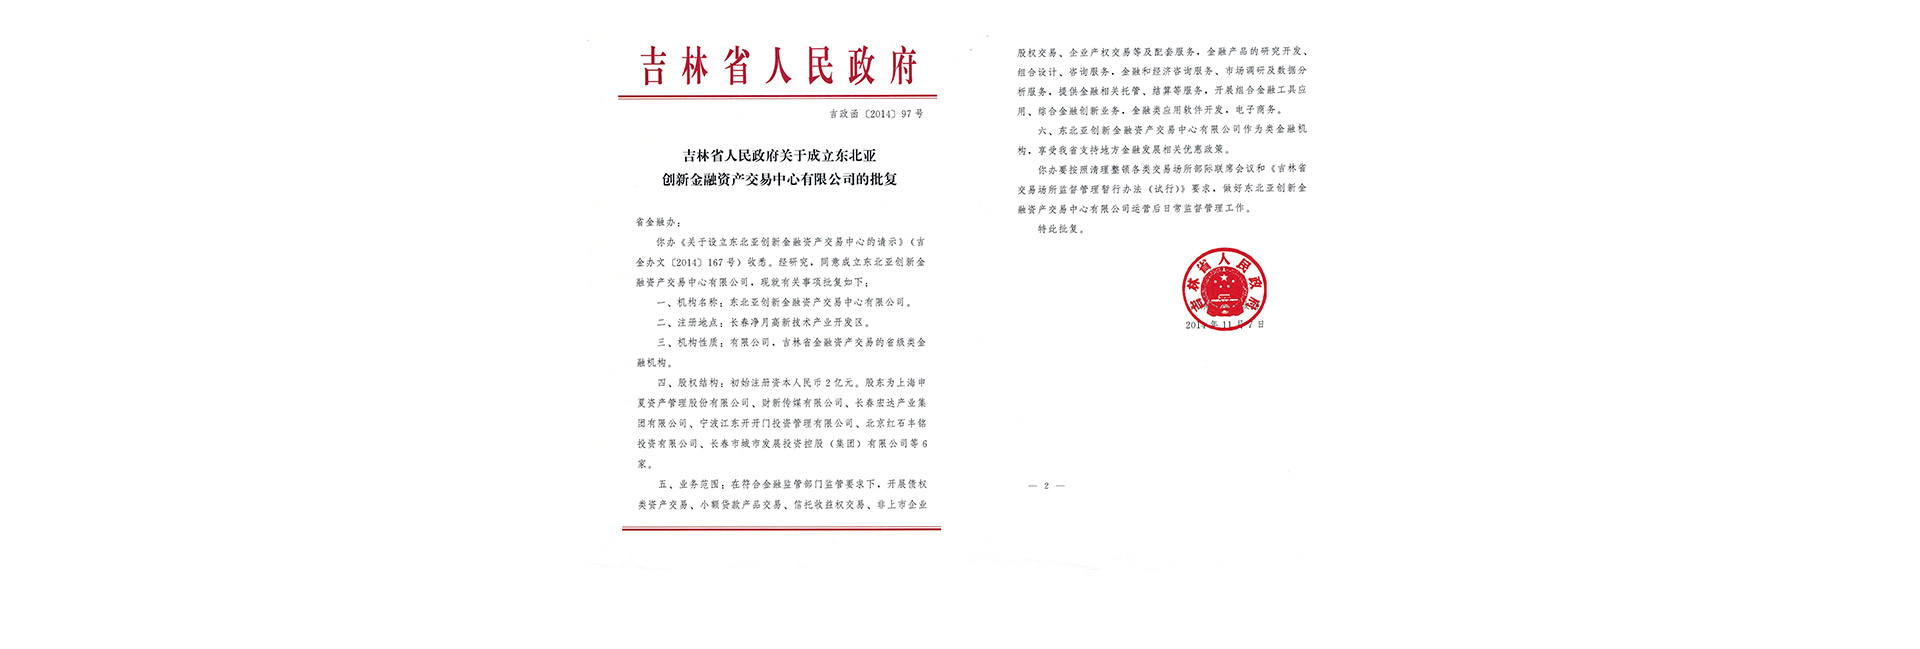 吉林省人民政府
吉政函〔2014〕97号
吉林省人民政府关于成立东北亚
创新金融资产交易中心有限公司的批复
省金融办：
你办《关于设立东北亚创新金融资产交易中心的请示》（吉
金办文〔2014〕167号）收悉。经研究，同意成立东北亚创新金
融资产交易中心有限公司，现就有关事项批复如下：
一、机构名称：东北亚创新金融资产交易中心有限公司。
二、注册地点：长春净月高新技术产业开发区。
三、机构性质：有限公司，吉林省金融资产交易的省级类金
融机构。
四、股权结构：初始注册资本人民币2亿元。股东为上海申
夏资产管理股份有限公司、财新传媒有限公司、长春宏达产业集
团有限公司、宁波江东开开门投资管理有限公司、北京红石丰铭
投资有限公司、长春市城市发展投资控股（集团）有限公司等6
家。
五、业务范围：在符合金融监管部门监管要求下，开展债权
类资产交易、小额贷款产品交易、信托收益权交易、非上市企业
股权交易、企业产权交易等及配套服务，金融产品的研究开发、
组合设计、咨询服务，金融和经济咨询服务、市场调研及数据分
析服务，提供金融相关托管、结算等服务，开展组合金融工具应
用、综合金融创新业务，金融类应用软件开发，电子商务。
六、东北亚创新金融资产交易中心有限公司作为类金融机
构，享受我省支持地方金融发展相关优惠政策。
你办要按照清理整顿各类交易场所部际联席会议和《吉林省
交易场所监督管理暂行办法（试行）》要求，做好东北亚创新金
融资产交易中心有限公司运营后日常监督管理工作。
特此批复。
吉林省人民政府
2014年11月7日
— 2 —